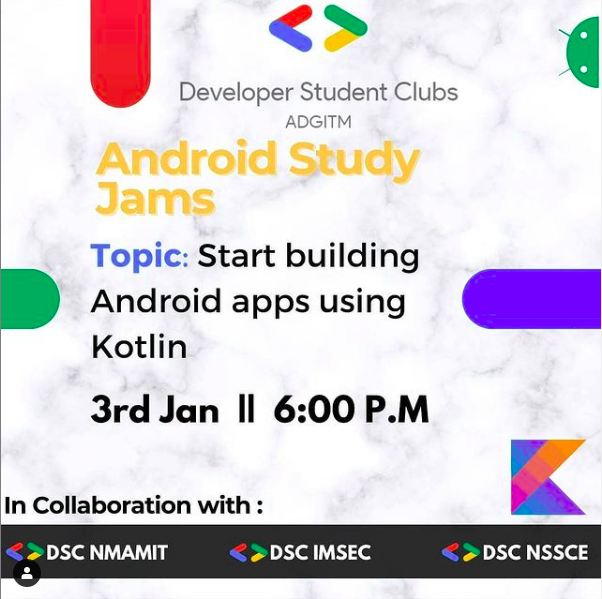 Developer Student Clubs
ADGITM
Android Study
Jams
Topic: Start building
Android apps using
Kotlin
3rd Jan || 6:00 P.M
In Collaboration with :
DSC NMAMIT DSC IMSEC DSC NSSCE